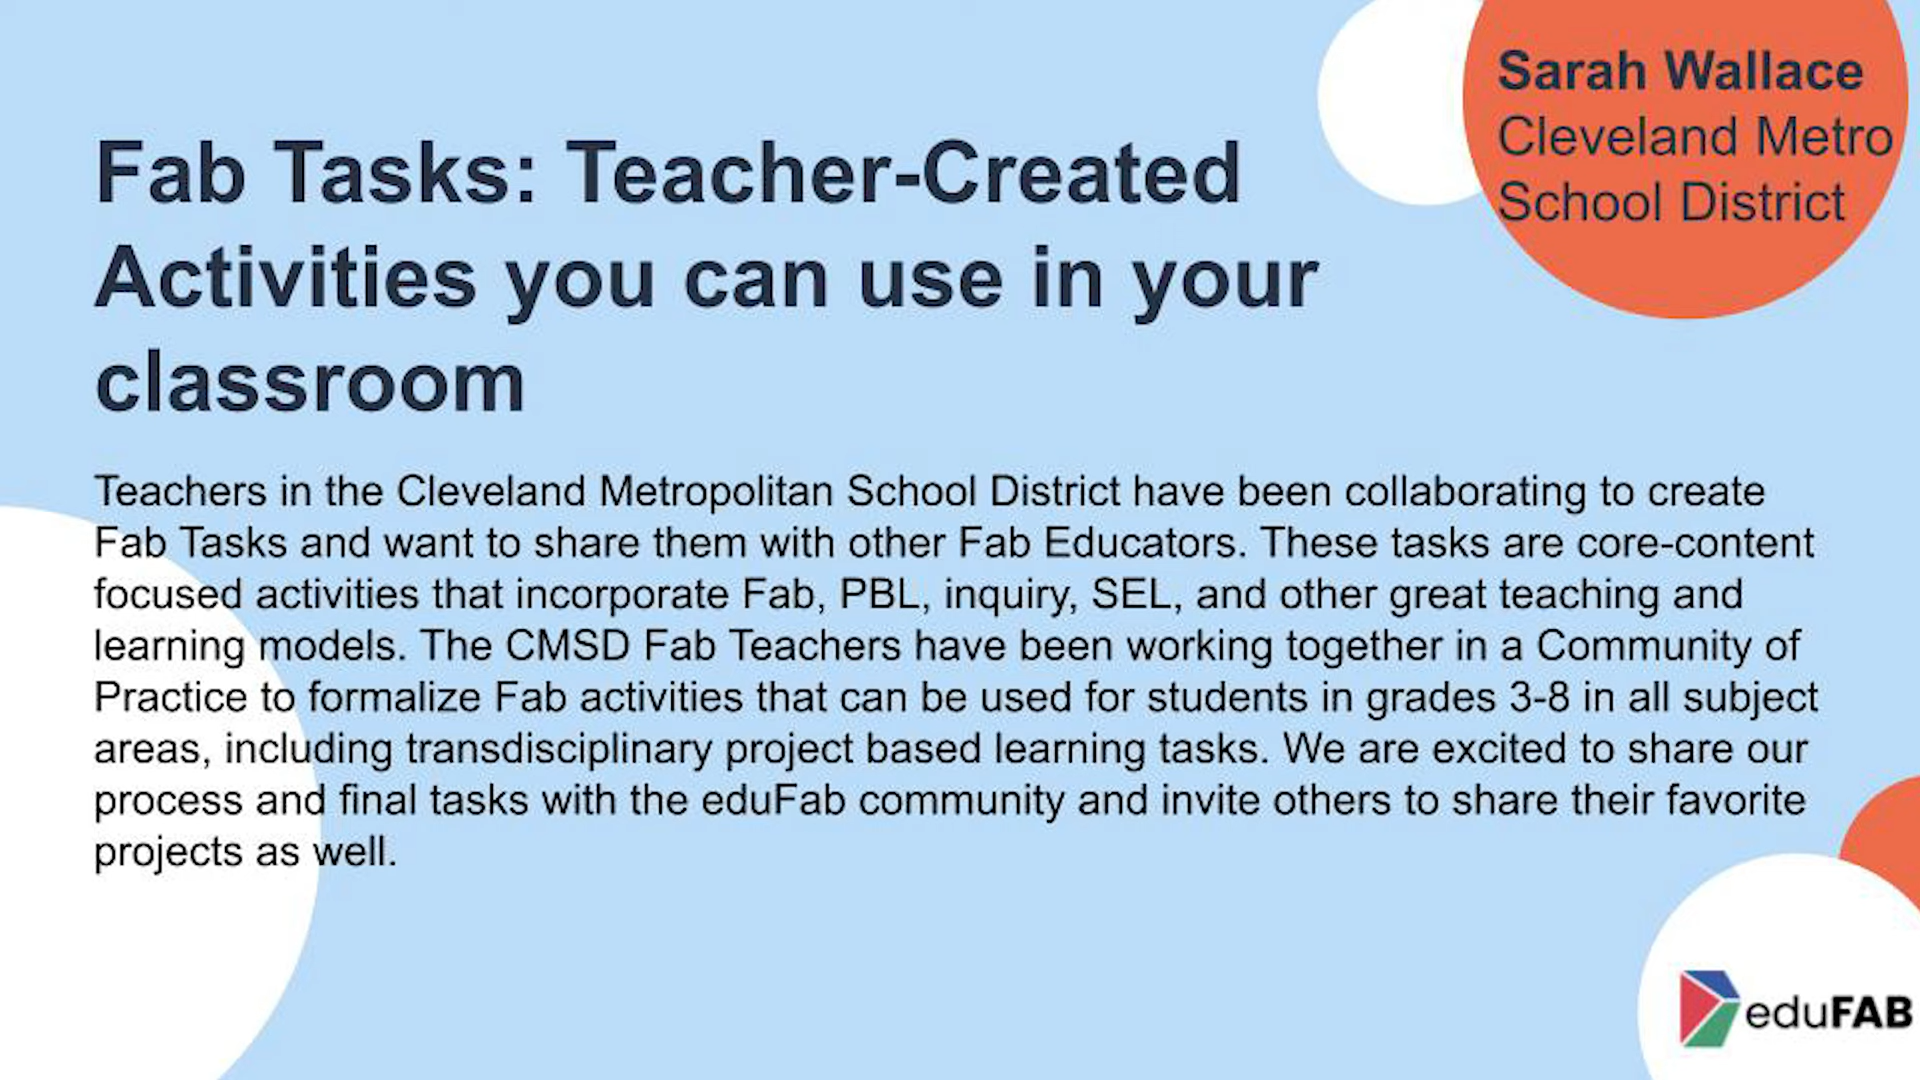 Sarah Wallace
Cleveland Metro
School District
Fab Tasks: Teacher-Created
Activities you can use in your
classroom
Teachers in the Cleveland Metropolitan School District have been collaborating to create
Fab Tasks and want to share them with other Fab Educators. These tasks are core-content
focused activities that incorporate Fab, PBL, inquiry, SEL, and other great teaching and
learning models. The CMSD Fab Teachers have been working together in a Community of
Practice to formalize Fab activities that can be used for students in grades 3-8 in all subject
areas, including transdisciplinary project based learning tasks. We are excited to share our
process and final tasks with the eduFab community and invite others to share their favorite
projects as well.
eduFAB